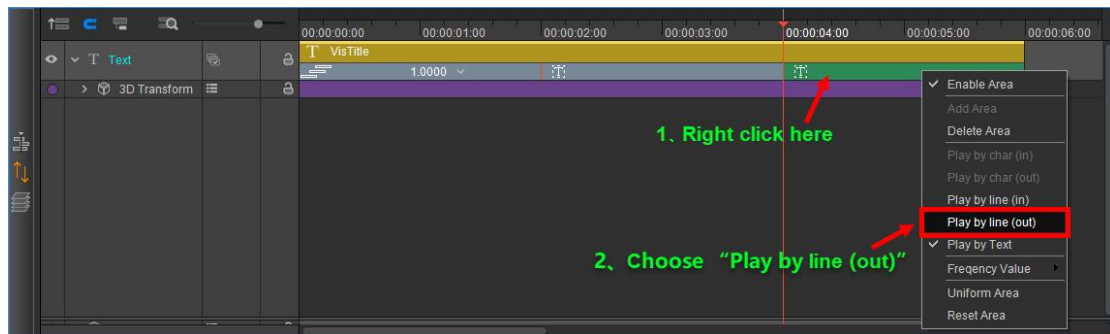 00:00:00:00 00:00:01:00 00:00:02:00 00:00:03:00 00:00:04:00 00:00:05:00 00:00:06:00
T VisTitle
T Text
1.0000
3D Transform
1、Right click here
2、Choose “Play by line (out)”
Enable Area
Add Area
Delete Area
Play by char (in)
Play by char (out)
Play by line (in)
Play by line (out)
Play by Text
Freqency Value
Uniform Area
Reset Area